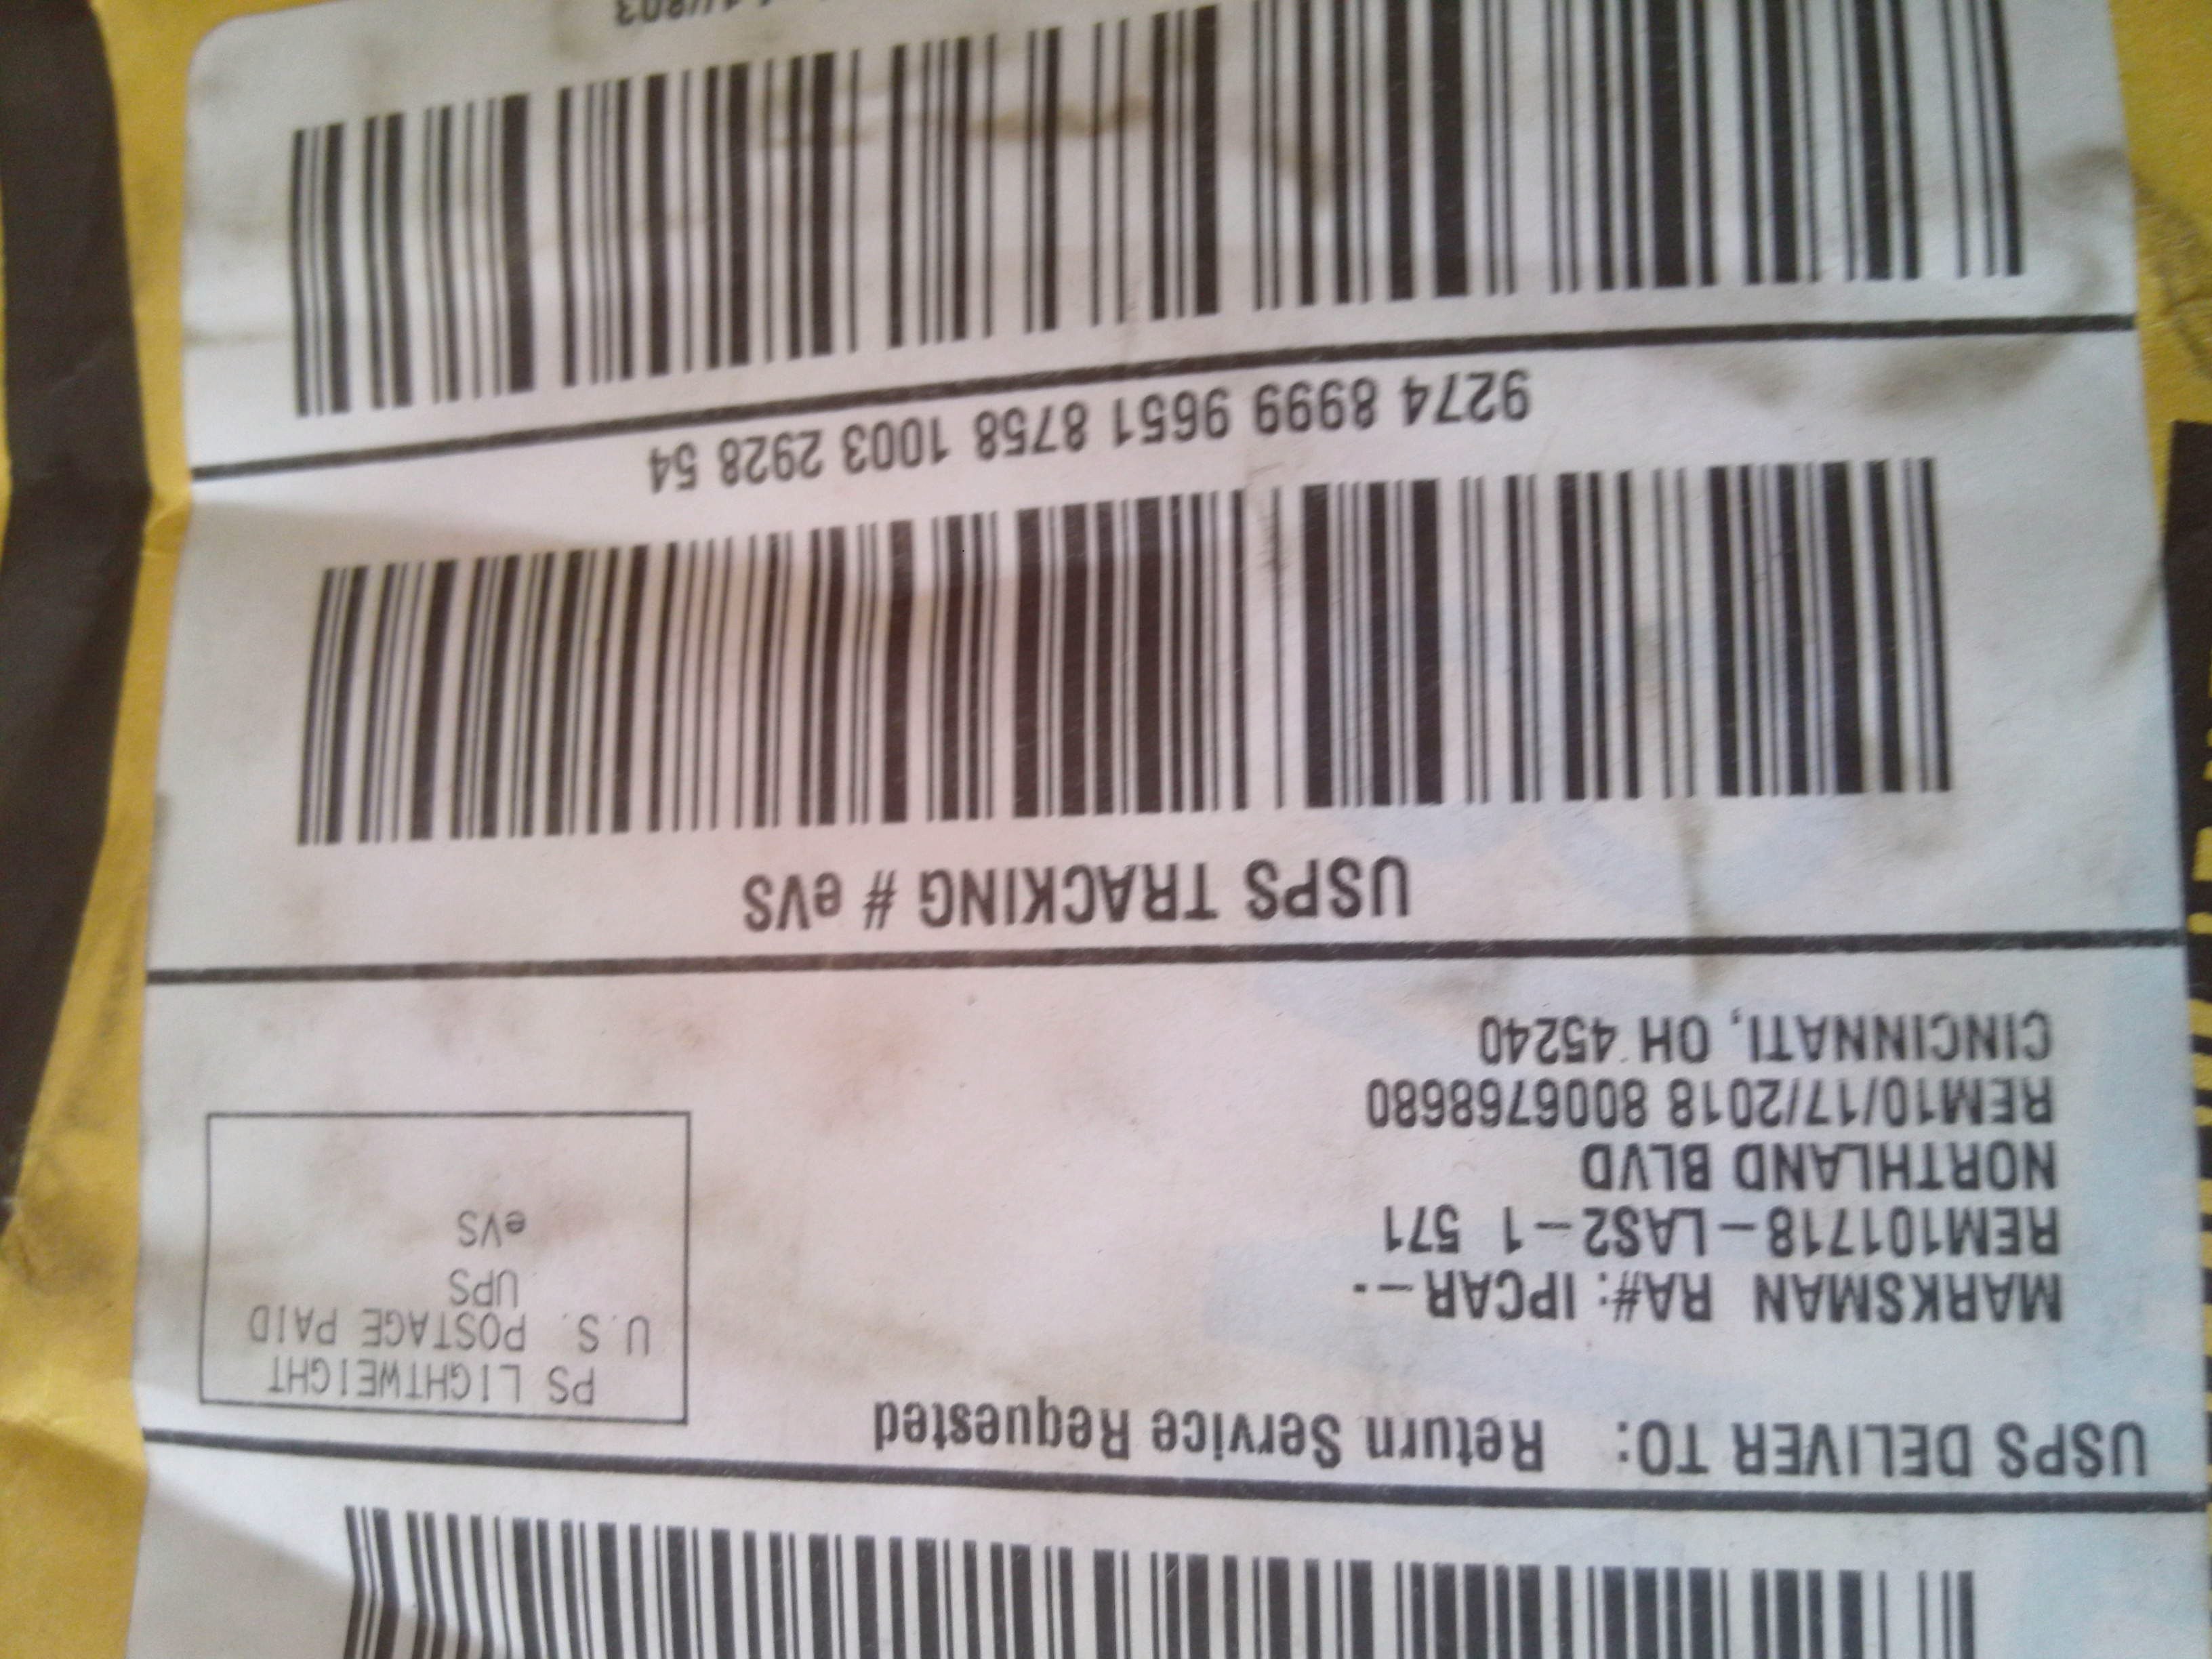 USPS DELIVER TO: Return Service Requested
PS LIGHTWEIGHT
U.S. POSTAGE PAID
UPS
eVS
MARKSMAN RA#: IPCAR--.
REM101718-LAS2-1 571
NORTHLAND BLVD
REM10/17/2018 8006768680
CINCINNATI, OH 45240
USPS TRACKING # eVS
9274 8999 9651 8758 1003 2928 54